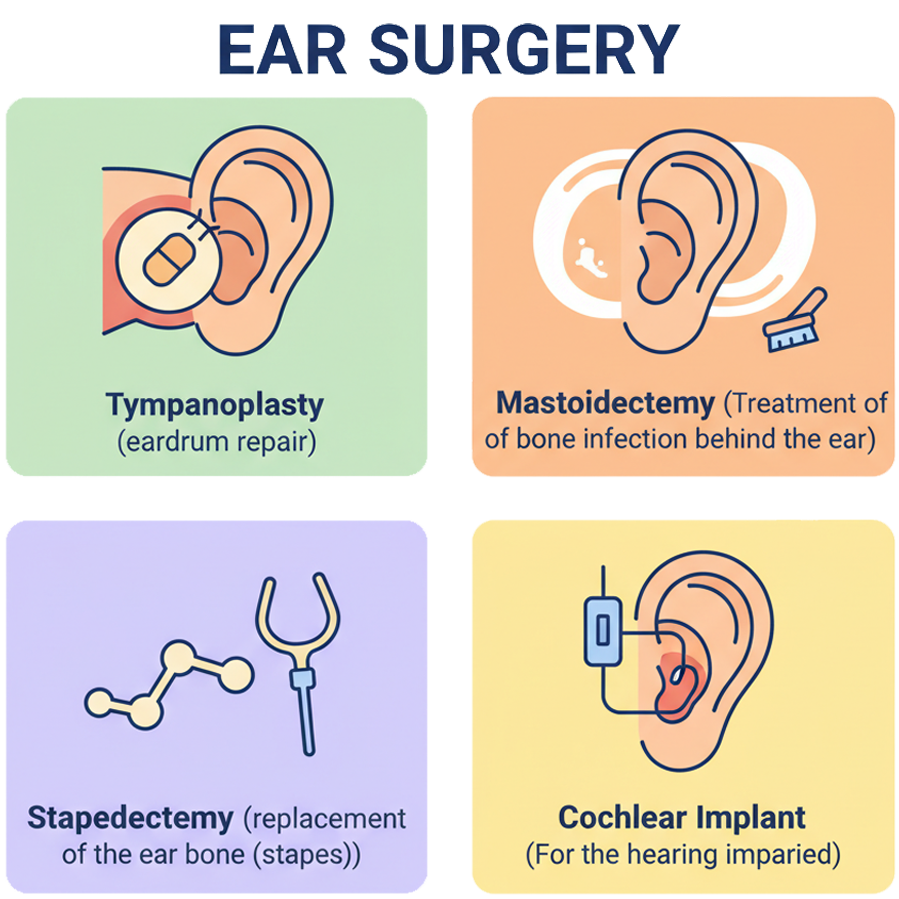 EAR SURGERY
Tympanoplasty
(eardrum repair)
Mastoidectemy (Treatment of
of bone infection behind the ear)
Stapedectemy (replacement
of the ear bone (stapes))
Cochlear Implant
(For the hearing imparied)